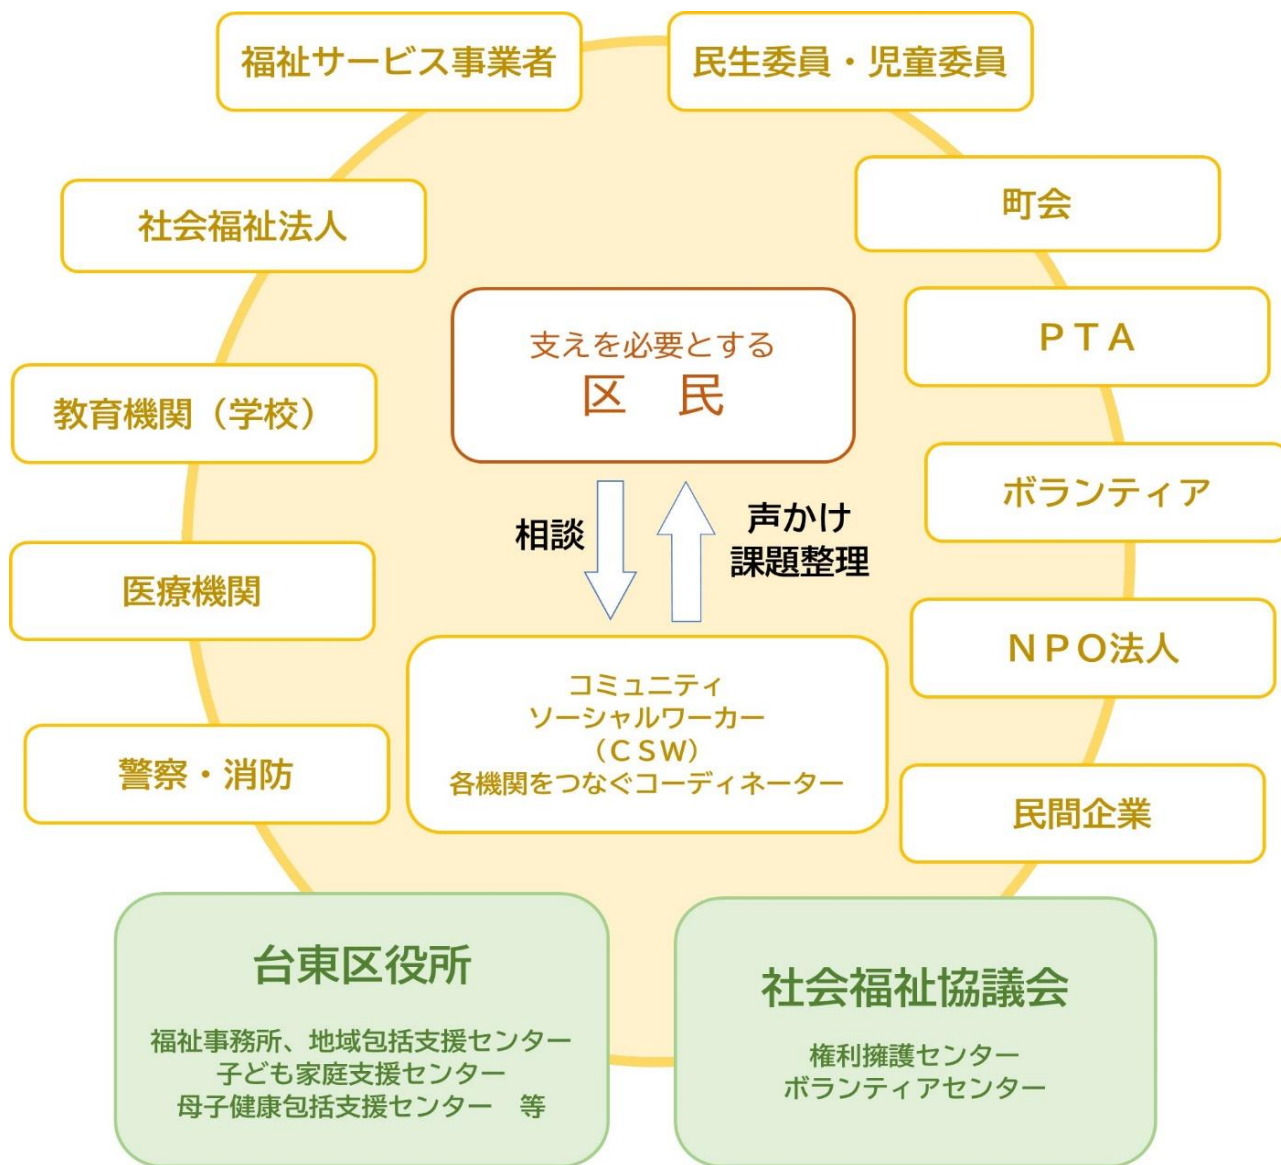 福祉サービス事業者
民生委員・児童委員
社会福祉法人
町会
支えを必要とする
区　民
PTA
教育機関（学校）
相談
声かけ
課題整理
ボランティア
医療機関
コミュニティ
ソーシャルワーカー
（CSW）
各機関をつなぐコーディネーター
NPO法人
警察・消防
民間企業
台東区役所
福祉事務所、地域包括支援センター
子ども家庭支援センター
母子健康包括支援センター　等
社会福祉協議会
権利擁護センター
ボランティアセンター